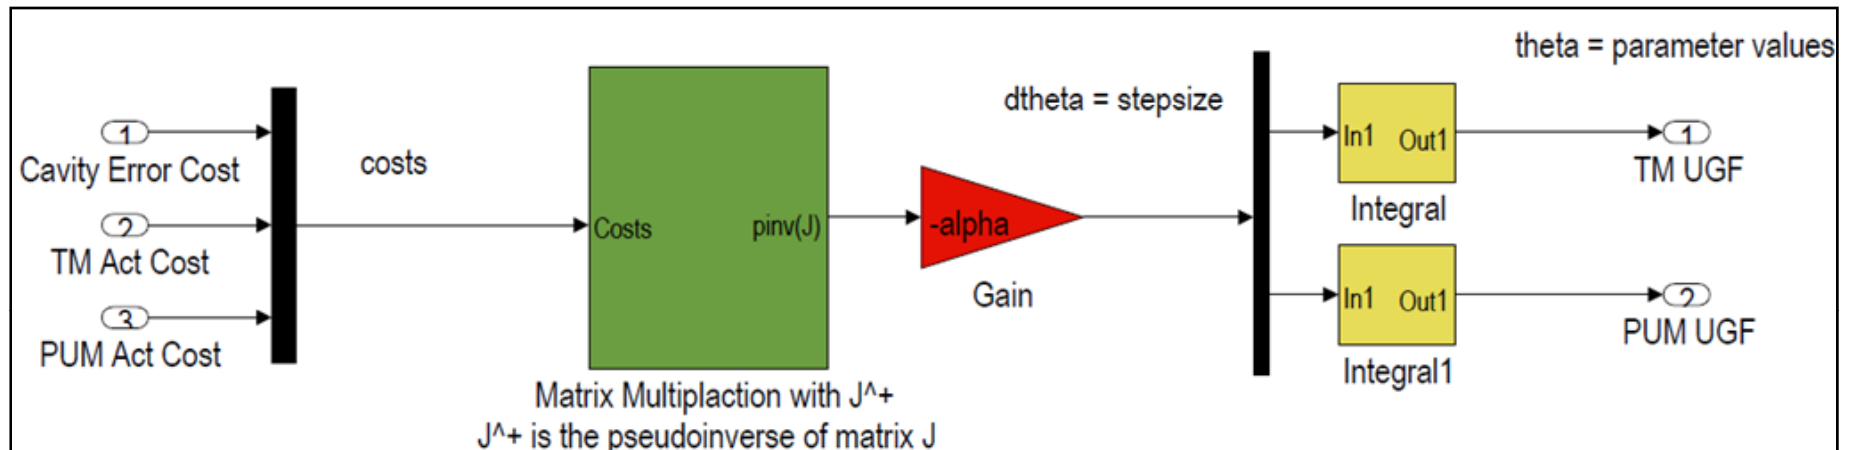 theta = parameter values
dtheta = stepsize
1
Cavity Error Cost
costs
2
TM Act Cost
3
PUM Act Cost
Costs
pinv(J)
Matrix Multiplaction with J^+
J^+ is the pseudoinverse of matrix J
-alpha
Gain
In1
Out1
Integral
1
TM UGF
In1
Out1
Integral1
2
PUM UGF